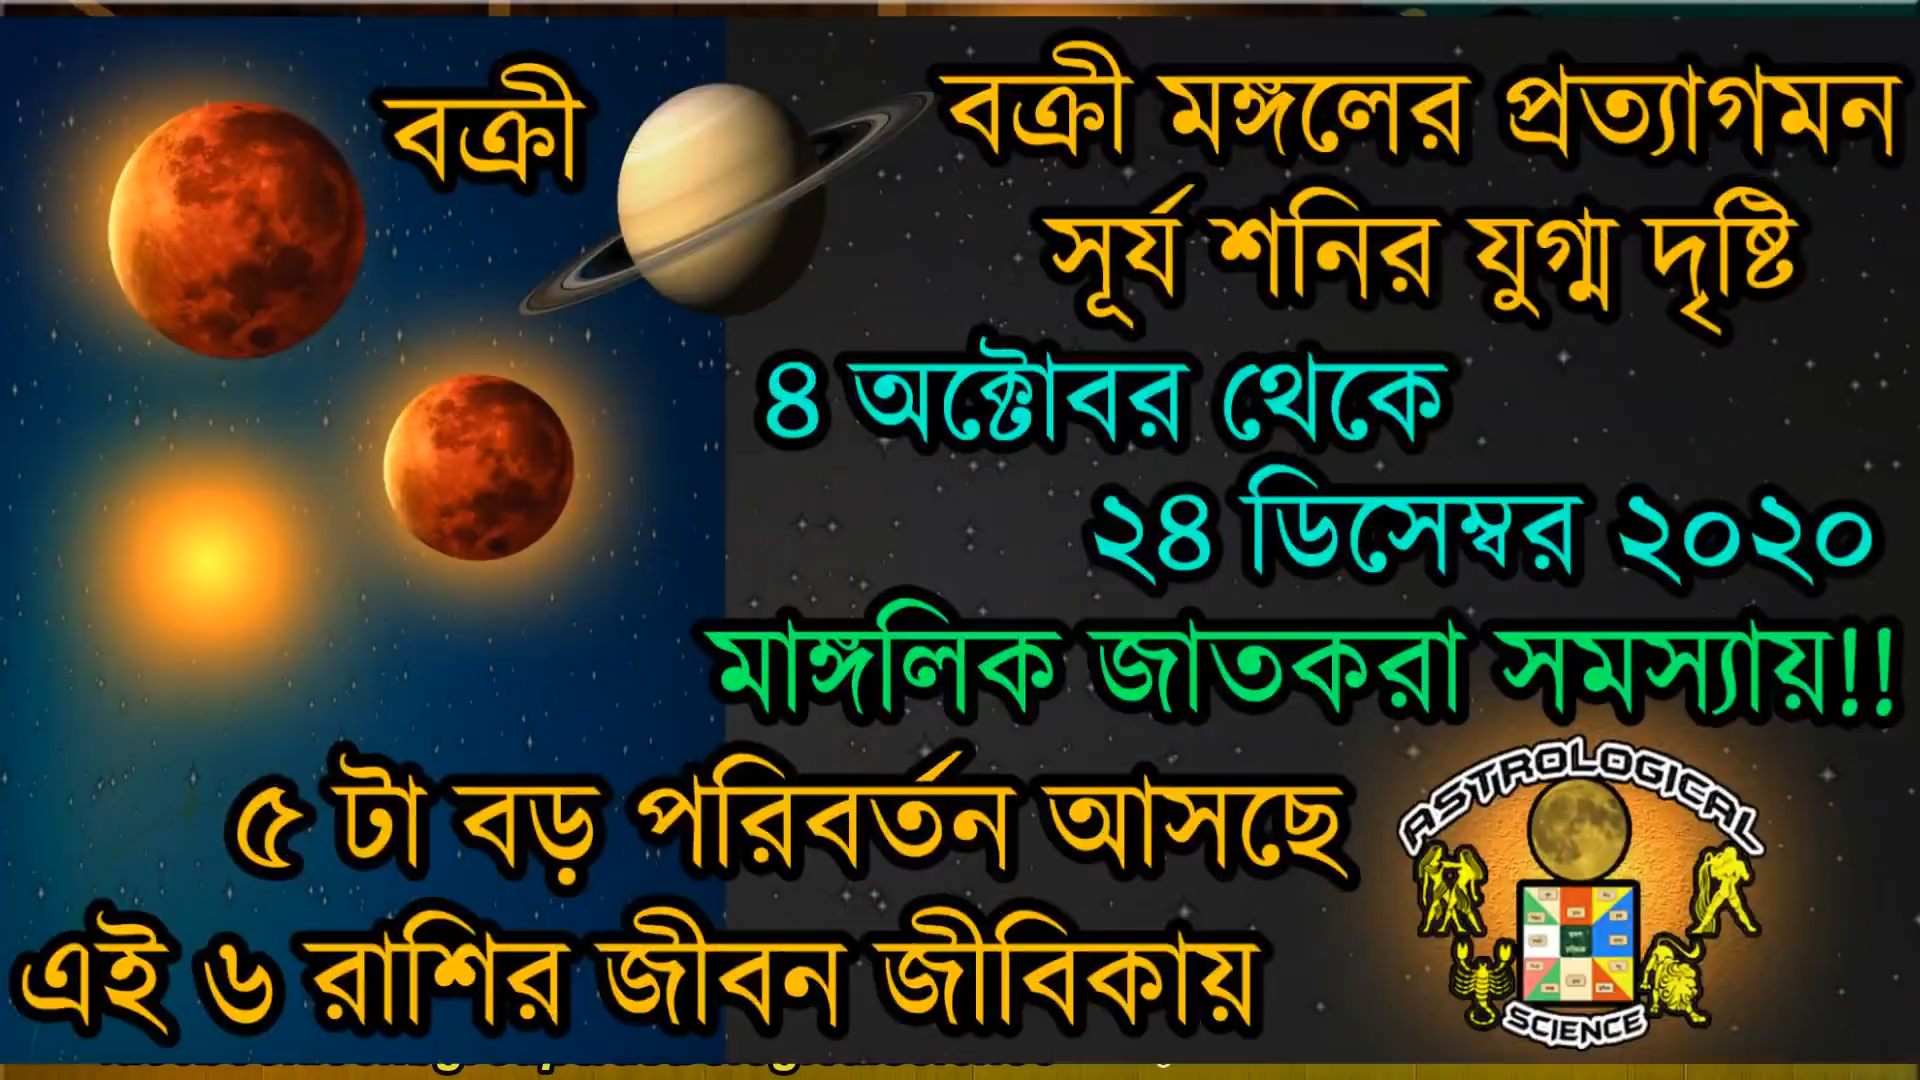 বক্রী
বক্রী মঙ্গলের প্রত্যাগমন
সূর্য শনির যুগ্ম দৃষ্টি
৪ অক্টোবর থেকে
২৪ ডিসেম্বর ২০২০
মাঙ্গলিক জাতকরা সমস্যায়!!
৫ টা বড় পরিবর্তন আসছে
এই ৬ রাশির জীবন জীবিকায়
ASTROLOGICAL
SCIENCE